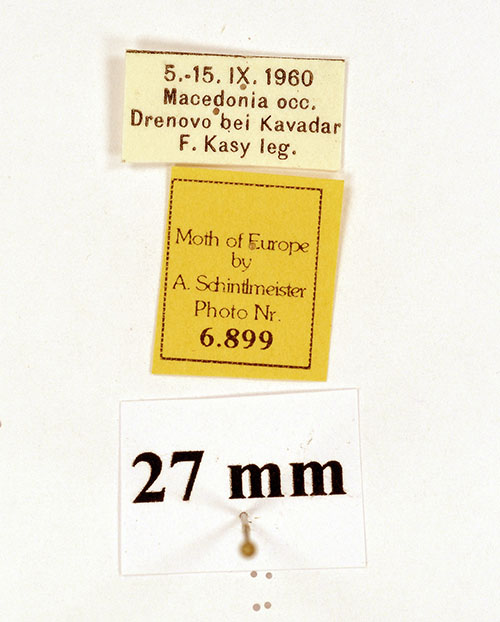 5.-15. IX. 1960
Macedonia occ.
Drenovo bei Kavadar
F. Kasy leg.
Moth of Europe
by
A. Schintlmeister
Photo Nr.
6.899
27 mm